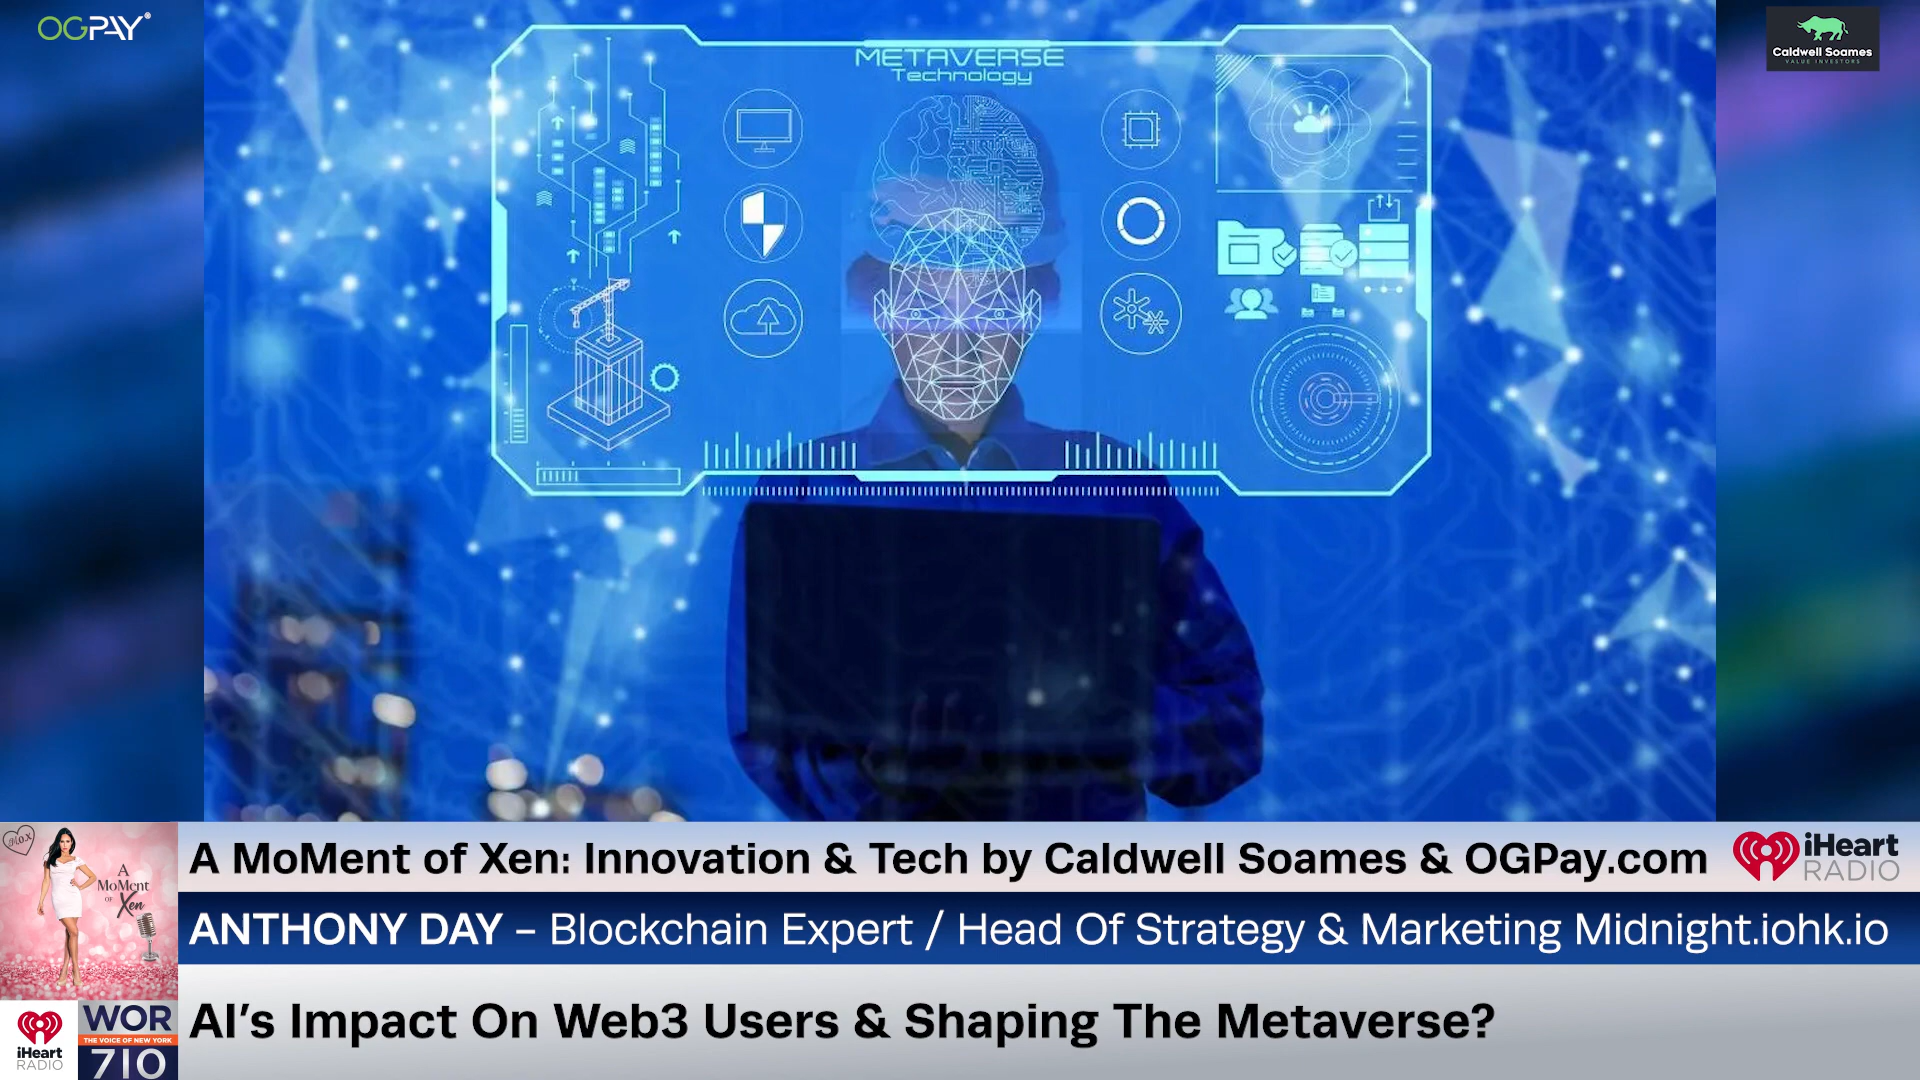 OGPAY®
Caldwell Soames
VALUE INVESTORS
METAVERSE
Technology
M.O.X
A
MoMent
OF
Xen
A MoMent of Xen: Innovation & Tech by Caldwell Soames & OGPay.com
iHeart
RADIO
ANTHONY DAY – Blockchain Expert / Head Of Strategy & Marketing Midnight.iohk.io
AI’s Impact On Web3 Users & Shaping The Metaverse?
iHeart
RADIO
WOR
THE VOICE OF NEW YORK
710